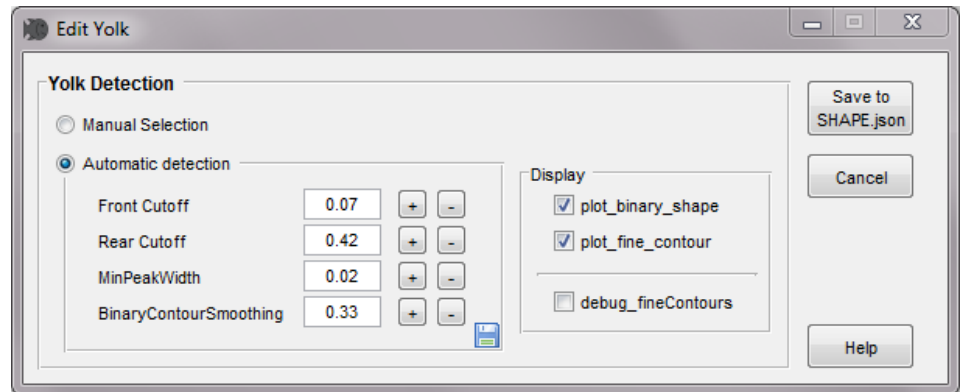 Edit Yolk
Yolk Detection
Manual Selection
Automatic detection
Front Cutoff 0.07 + -
Rear Cutoff 0.42 + -
MinPeakWidth 0.02 + -
BinaryContourSmoothing 0.33 + -
Display
plot_binary_shape
plot_fine_contour
debug_fineContours
Save to
SHAPE.json
Cancel
Help